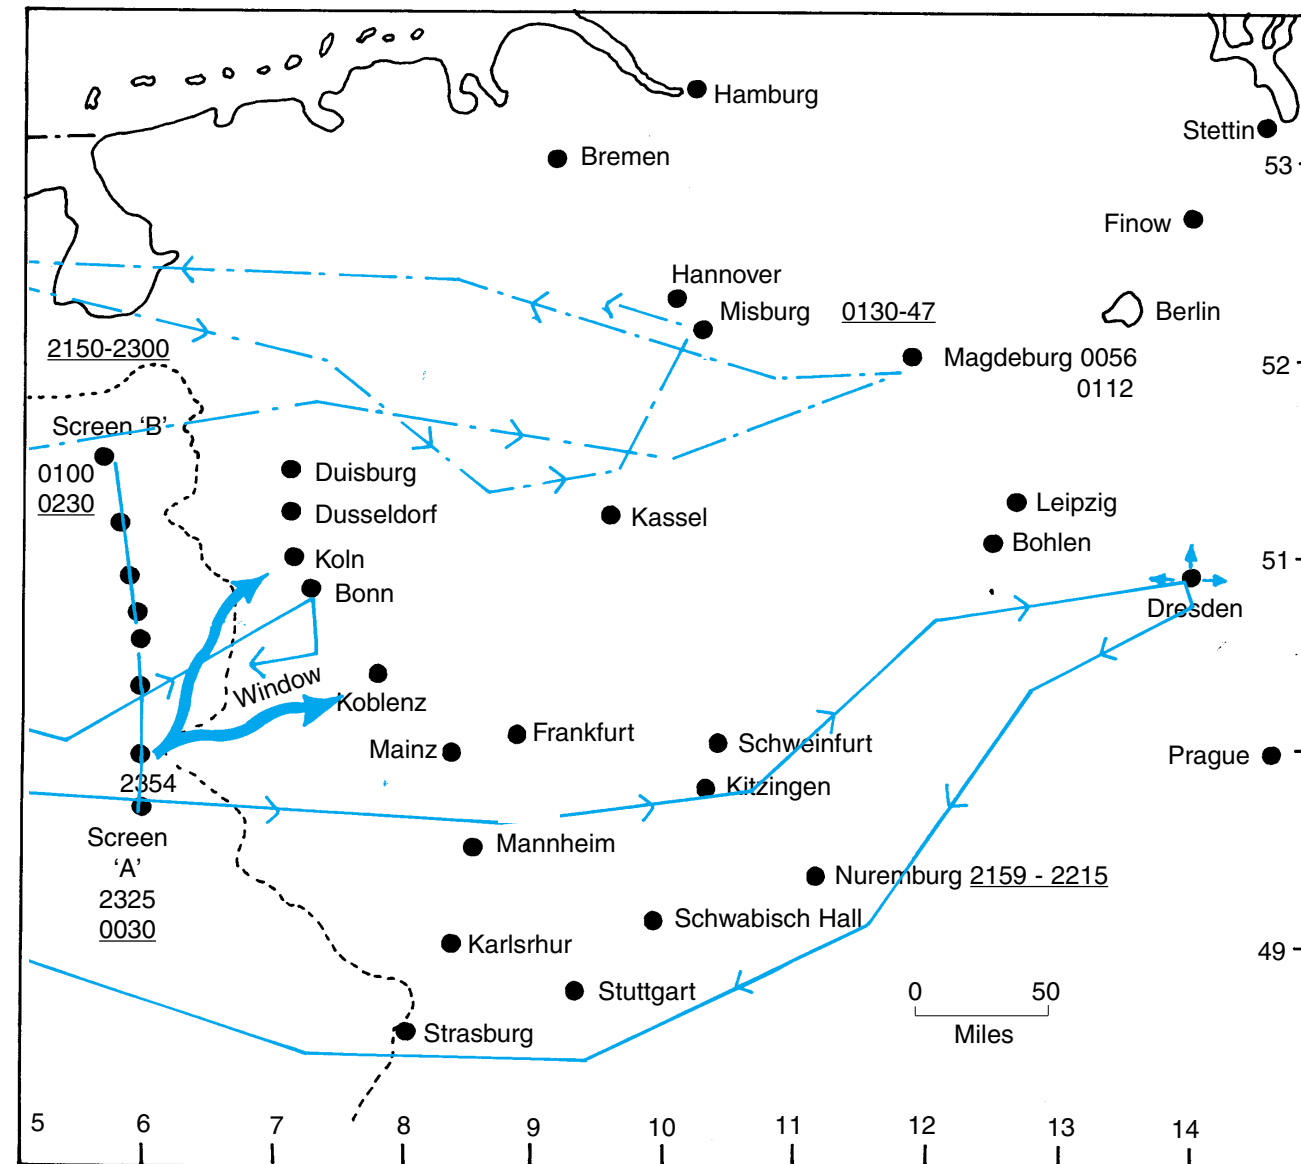 Hamburg
Stettin
Bremen
53
Finow
Hannover
Misburg 0130-47
Berlin
2150-2300
Magdeburg 0056
0112
52
Screen ‘B’
0100
0230
Duisburg
Dusseldorf
Kassel
Leipzig
Bohlen
Koln
51
Bonn
Dresden
Window
Koblenz
Mainz
Frankfurt
Schweinfurt
Prague
2354
Kitzingen
Screen
‘A’
2325
0030
Mannheim
Nuremburg 2159 - 2215
Schwabisch Hall
Karlsrhur
49
Stuttgart
0 50
Miles
Strasburg
5 6 7 8 9 10 11 12 13 14